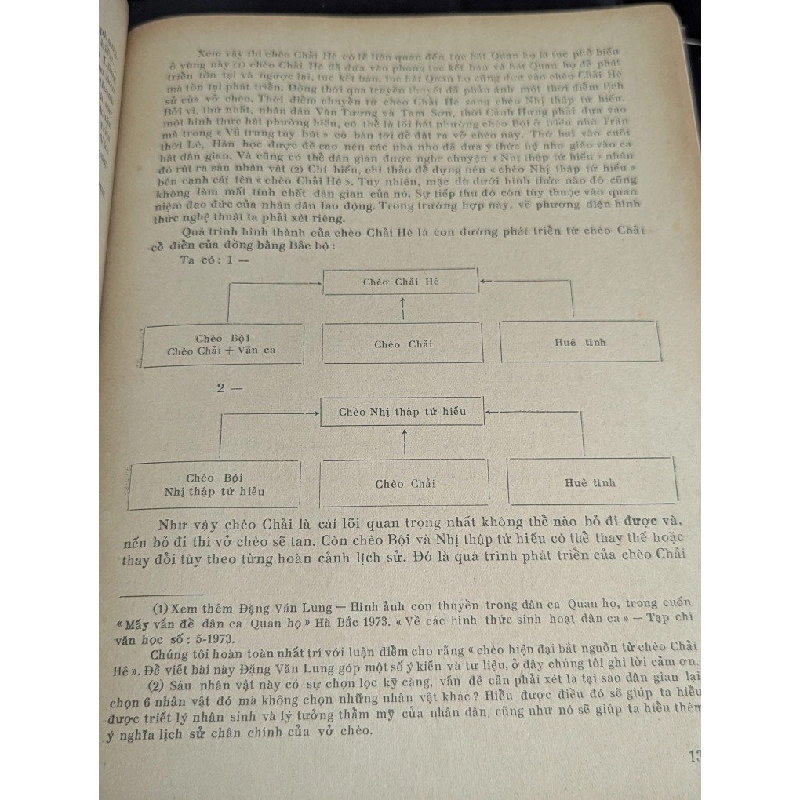 Xem vậy thì chèo Chải Hê có lẽ liên quan đến tục hát Quan họ là tục phổ biến
ở vùng này (1) chèo Chải Hê đã dựa vào phong tục kết bạn và hát Quan họ để phát
triển tồn tại và ngược lại, tục kết bạn, tục hát Quan họ cũng dựa vào chèo Chải Hê
mà tồn tại phát triển. Đồng thời qua truyền thuyết đã phản ánh một thời điểm lịch
sử của vở chèo. Thời điểm chuyển từ chèo Chải Hê sang chèo Nhị thập tứ hiếu.
Bởi vì, thứ nhất, nhân dân Vân Tương và Tam Sơn, thời Cảnh Hưng phải dựa vào
một hình thức hát phường hiếu, có thể là lối hát phường chèo Bội ở hiếu nhà Trần
mà trong « Vũ trung tùy bút » có bàn tới để đặt ra vở chèo này. Thứ hai vào cuối
thời Lê, Hán học được đề cao nên các nhà nho đã đưa ý thức hệ nho giáo vào ca
hát dân gian. Và cũng có thể dân gian được nghe chuyện « Nhị thập tứ hiếu » nhân
đó rút ra sáu nhân vật (2) Chí hiếu, chí thảo để dựng nên « chèo Nhị thập tứ hiếu »
bên cạnh cái tên « chèo Chải Hê ». Tuy nhiên, mặc dù dưới hình thức nào đó cũng
không làm mất tính chất dân gian của nó. Sự tiếp thu đó còn tùy thuộc vào quan
niệm đạo đức của nhân dân lao động. Trong trường hợp này, về phương diện hình
thức nghệ thuật ta phải xét riêng.
Quá trình hình thành của chèo Chải Hê là con đường phát triển từ chèo Chải
cổ điển của đồng bằng Bắc bộ :
Ta có : 1 —
Chèo Chải Hê
Chèo Bội
Chèo Chải + Văn ca
Chèo Chải
Huê tình
2 —
Chèo Nhị thập tứ hiếu
Chèo Bội
Nhị thập tứ hiếu
Chèo Chải
Huê tình
Như vậy chèo Chải là cái lõi quan trọng nhất không thể nào bỏ đi được và,
nếu bỏ đi thì vở chèo sẽ tan. Còn chèo Bội và Nhị thập tứ hiếu có thể thay thế hoặc
thay đổi tùy theo từng hoàn cảnh lịch sử. Đó là quá trình phát triển của chèo Chải
(1) Xem thêm Đặng Văn Lung — Hình ảnh con thuyền trong dân ca Quan họ, trong cuốn
« Mấy vấn đề dân ca Quan họ » Hà Bắc 1973. « Về các hình thức sinh hoạt dân ca » — Tạp chí
văn học số : 5-1973.
Chúng tôi hoàn toàn nhất trí với luận điểm cho rằng « chèo hiện đại bắt nguồn từ chèo Chải
Hê ». Để viết bài này Đặng Văn Lung góp một số ý kiến và tư liệu, ở đây chúng tôi ghi lời cảm ơn.
(2) Sáu nhân vật này có sự chọn lọc kỹ càng, vấn đề cần phải xét là tại sao dân gian lại
chọn 6 nhân vật đó mà không chọn những nhân vật khác ? Hiểu được điều đó sẽ giúp ta hiểu
được triết lý nhân sinh và lý tưởng thẩm mỹ của nhân dân, cũng như nó sẽ giúp ta hiểu thêm
ý nghĩa lịch sử chân chính của vở chèo.
13